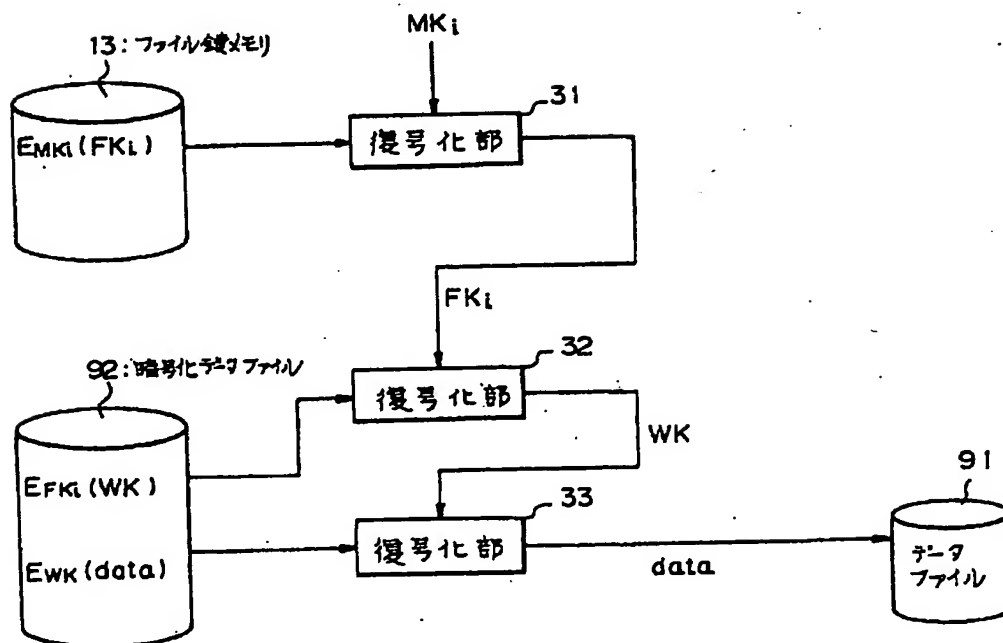 MKi
13:ファイル鍵メモリ
31
EMKi(FKi)
復号化部
FKi
92:暗号化データファイル
32
復号化部
WK
EFKi(WK)
33
91
復号化部
EWK(data)
data
データ
ファイル